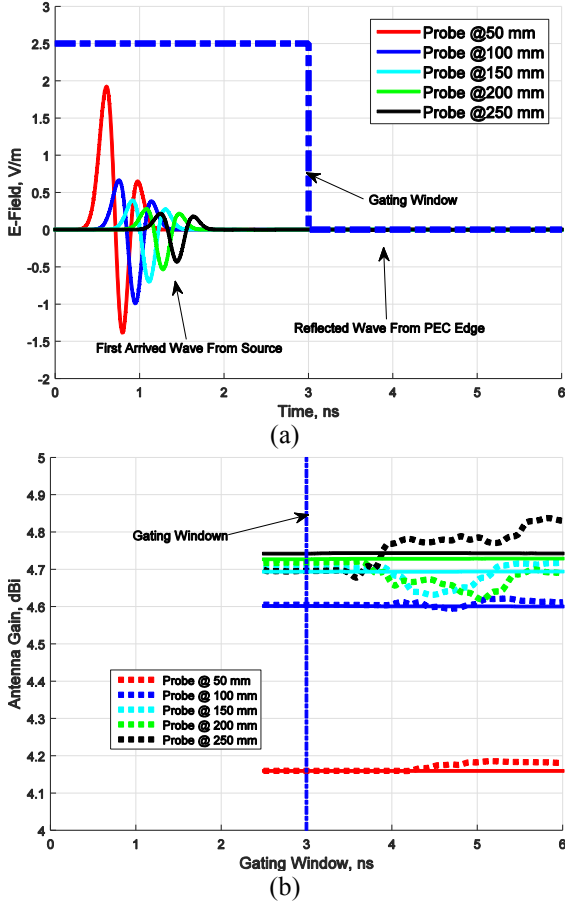 3
2.5
2
1.5
1
0.5
0
-0.5
-1
-1.5
-2
E-Field, V/m
Probe @50 mm
Probe @100 mm
Probe @150 mm
Probe @200 mm
Probe @250 mm
Gating Window
First Arrived Wave From Source
Reflected Wave From PEC Edge
0 1 2 3 4 5 6
Time, ns
(a)
5
4.9
4.8
4.7
4.6
4.5
4.4
4.3
4.2
4.1
4
Antenna Gain, dBi
Gating Windown
Probe @ 50 mm
Probe @ 100 mm
Probe @ 150 mm
Probe @ 200 mm
Probe @ 250 mm
0 1 2 3 4 5 6
Gating Window, ns
(b)